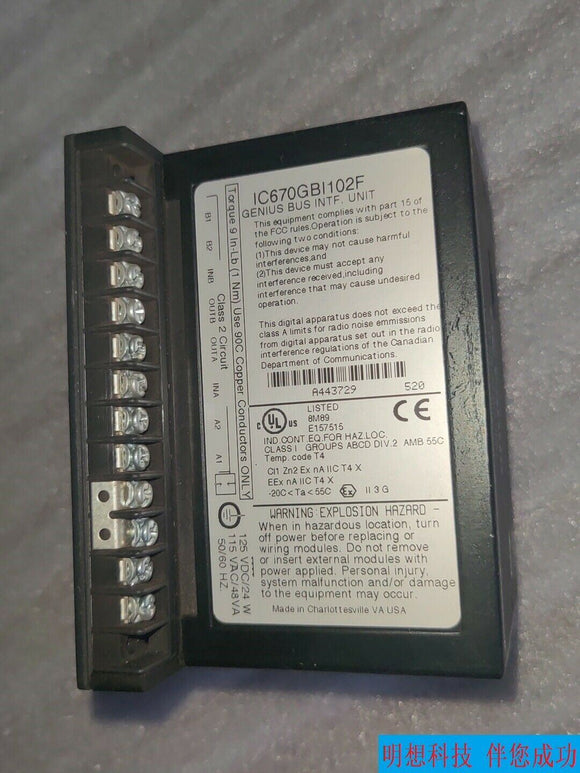 IC670GBI102F
GENIUS BUS INTF. UNIT
This equipment complies with part 15 of
the FCC rules.Operation is subject to the
following two conditions:
(1)This device may not cause harmful
interferences,and
(2)This device must accept any
interference received,including
interference that may cause undesired
operation.
This digital apparatus does not exceed the
class A limits for radio noise emmissions
from digital apparatus set out in the radio
interference regulations of the Canadian
Department of Communications.
A443729 520
C UL US LISTED
8M89
E157515
CE
IND.CONT.EQ.FOR HAZ.LOC.
CLASS I GROUPS ABCD DIV.2 AMB 55C
Temp. code T4
Cl1 Zn2 Ex nA IIC T4 X
EEx nA IIC T4 X
-20C<Ta<55C Ex II 3 G
WARNING:EXPLOSION HAZARD -
When in hazardous location, turn
off power before replacing or
wiring modules. Do not remove
or insert external modules with
power applied. Personal injury,
system malfunction and/or damage
to the equipment may occur.
Made in Charlottesville VA USA
Torque 9 In-Lb (1 Nm) Use 90C Copper Conductors ONLY
Class 2 Circuit
B1 B2 INB OUTB OUTA INA A2 A1
125 VDC/24 W
115 VAC/48VA
50/60 HZ.
明想科技 伴您成功